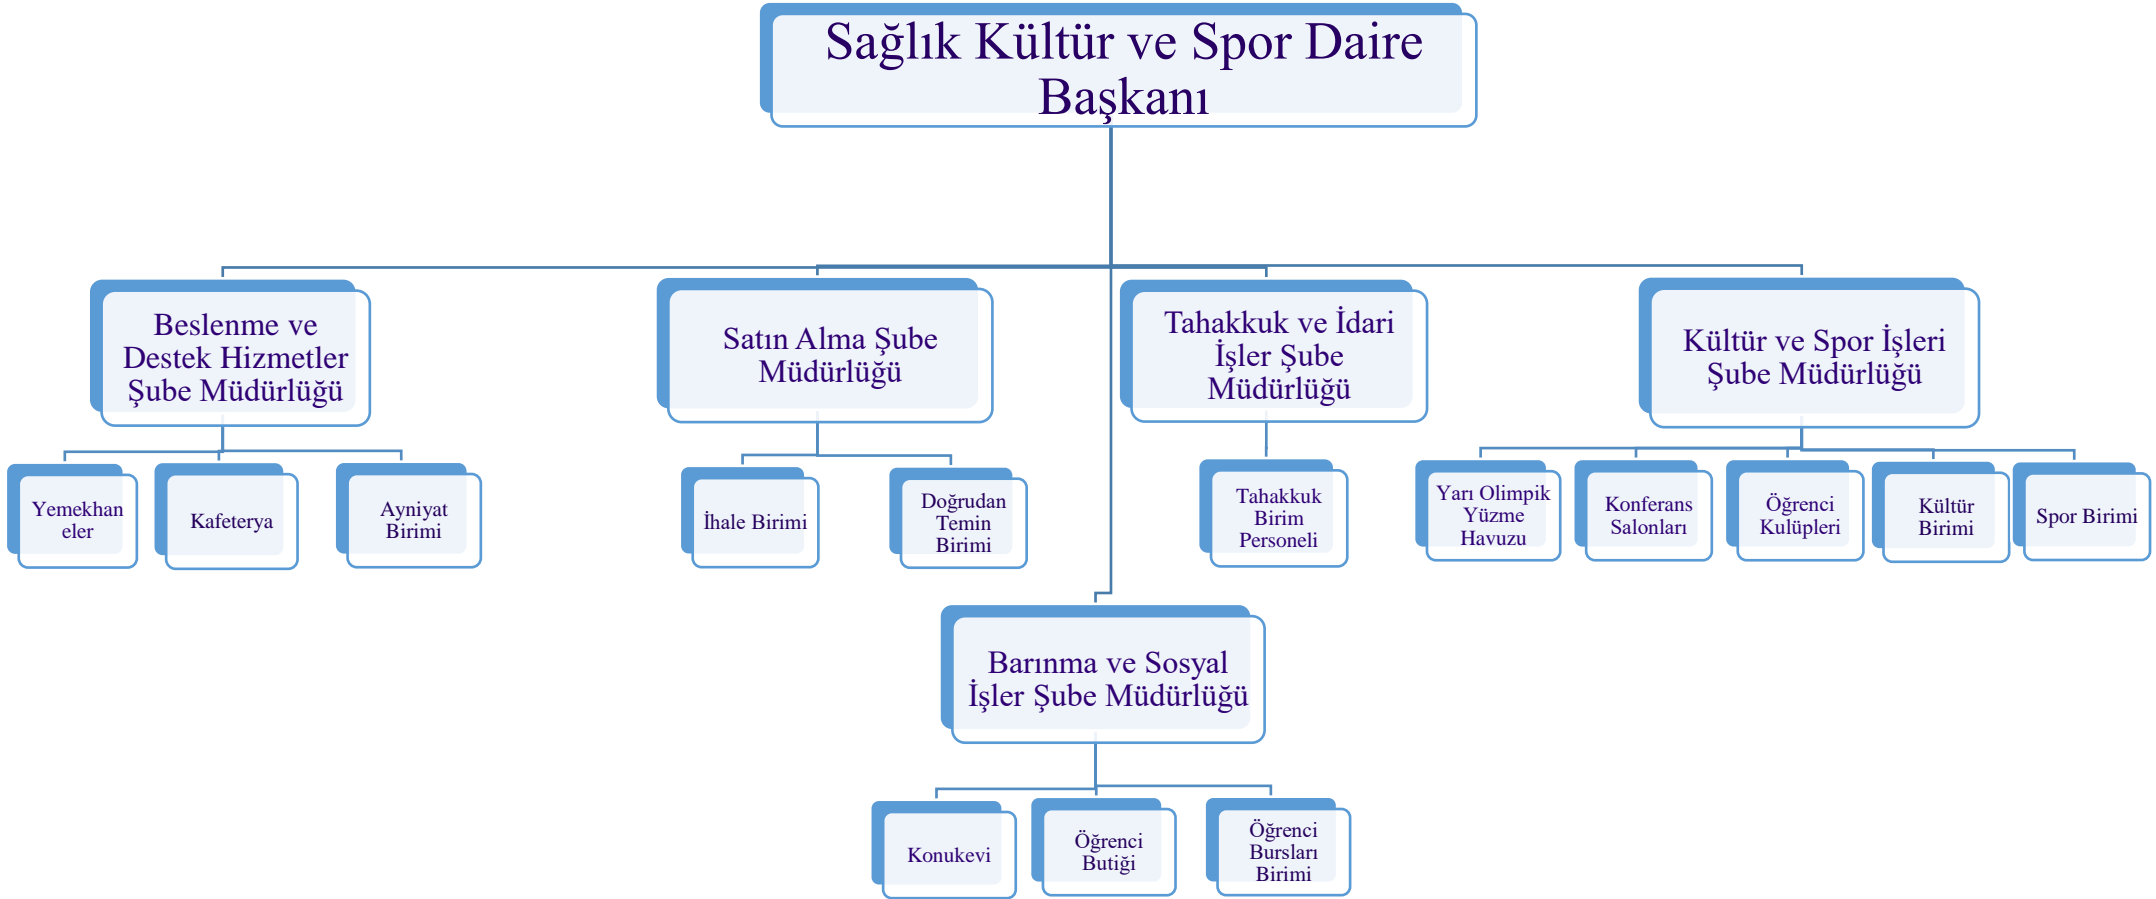 Sağlık Kültür ve Spor Daire
Başkanı
Beslenme ve
Destek Hizmetler
Şube Müdürlüğü
Satın Alma Şube
Müdürlüğü
Tahakkuk ve İdari
İşler Şube
Müdürlüğü
Kültür ve Spor İşleri
Şube Müdürlüğü
Yemekhan
eler
Kafeterya
Ayniyat
Birimi
İhale Birimi
Doğrudan
Temin
Birimi
Tahakkuk
Birim
Personeli
Yarı Olimpik
Yüzme
Havuzu
Konferans
Salonları
Öğrenci
Kulüpleri
Kültür
Birimi
Spor Birimi
Barınma ve Sosyal
İşler Şube Müdürlüğü
Konukevi
Öğrenci
Butiği
Öğrenci
Bursları
Birimi